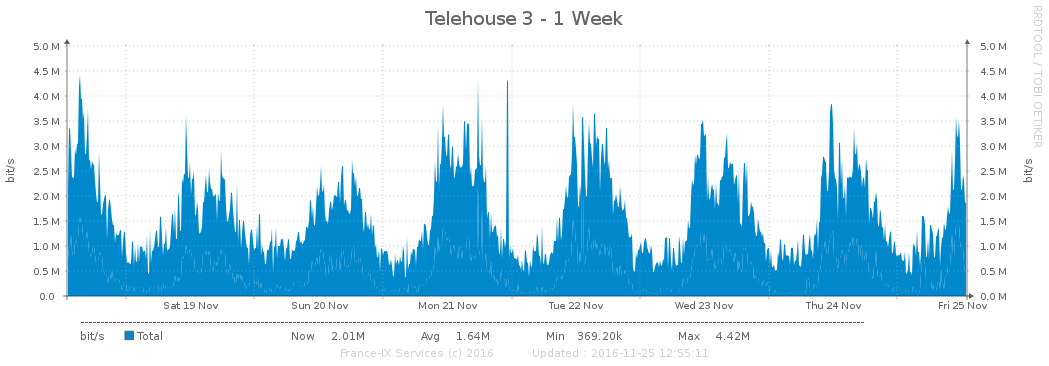 Telehouse 3 - 1 Week
RRDTOOL / TOBI OETIKER
bit/s
5.0 M
4.5 M
4.0 M
3.5 M
3.0 M
2.5 M
2.0 M
1.5 M
1.0 M
0.5 M
0.0
5.0 M
4.5 M
4.0 M
3.5 M
3.0 M
2.5 M
2.0 M
1.5 M
1.0 M
0.5 M
0.0 M
bit/s
Sat 19 Nov Sun 20 Nov Mon 21 Nov Tue 22 Nov Wed 23 Nov Thu 24 Nov Fri 25 Nov
bit/s Total Now 2.01M Avg 1.64M Min 369.20k Max 4.42M
France-IX Services (c) 2016 Updated : 2016-11-25 12:55:11